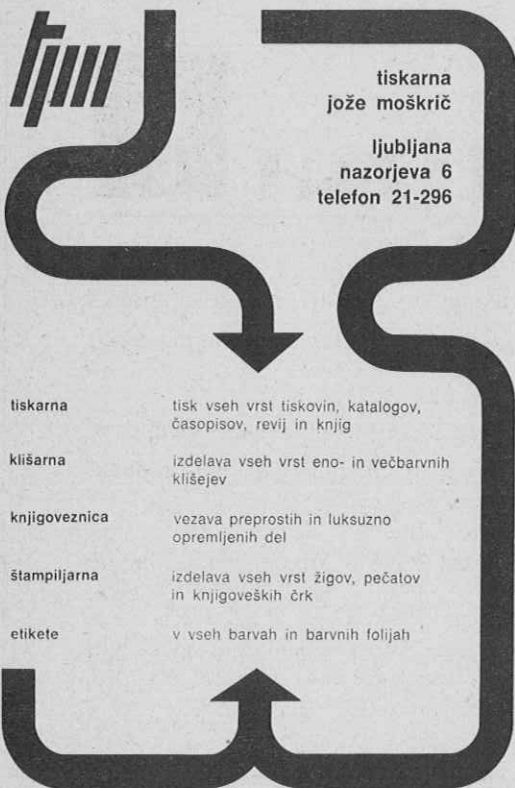 tjm
tiskarna
jože moškrič
ljubljana
nazorjeva 6
telefon 21-296
tiskarna tisk vseh vrst tiskovin, katalogov,
časopisov, revij in knjig
klišarna izdelava vseh vrst eno- in večbarvnih
klišejev
knjigoveznica vezava preprostih in luksuzno
opremljenih del
štampiljarna izdelava vseh vrst žigov, pečatov
in knjigoveških črk
etikete v vseh barvah in barvnih folijah